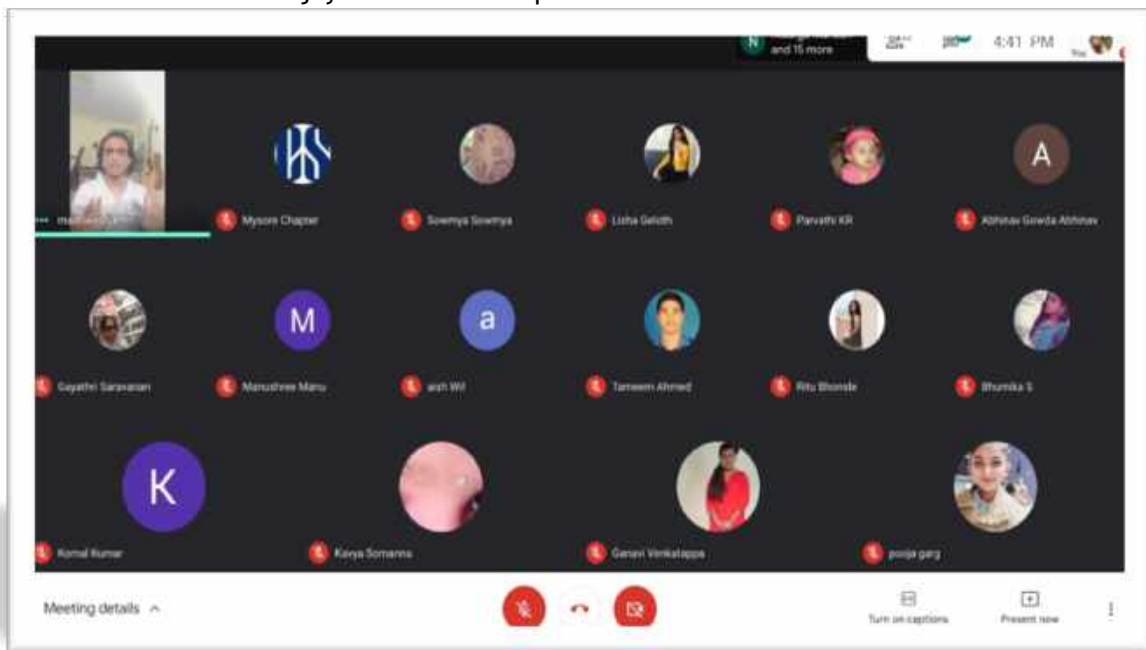 N
and 15 more
4:41 PM
You
Mysore Chapter
Sowmya Sowmya
Lisha Geloth
Parvathi KR
A
Abhinav Gowda Abhinav
Gayathri Saravanan
M
Manushree Manu
a
aish Wil
Tameem Ahmed
Ritu Bhonsle
Bhumika S
K
Komal Kumar
Kavya Somanna
Ganavi Venkatappa
pooja garg
Meeting details
Turn on captions
Present now